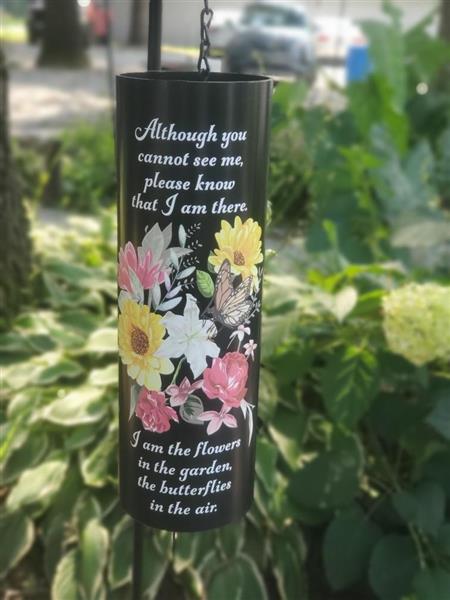 Although you
cannot see me,
please know
that I am there.
I am the flowers
in the garden,
the butterflies
in the air.